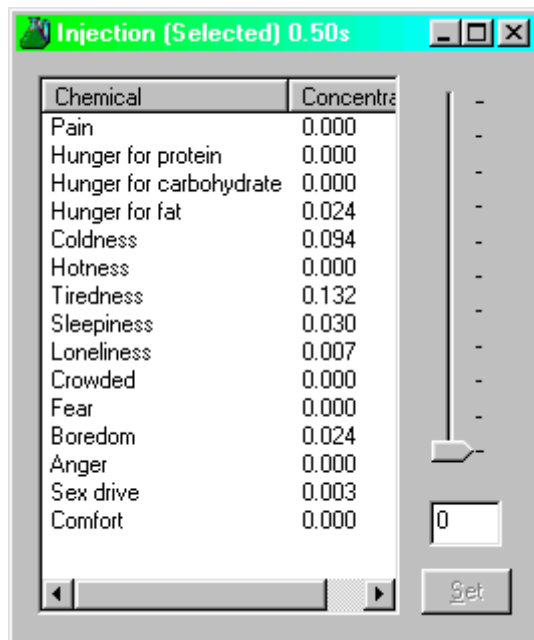 Injection (Selected) 0.50s
Chemical Concentra
Pain 0.000
Hunger for protein 0.000
Hunger for carbohydrate 0.000
Hunger for fat 0.024
Coldness 0.094
Hotness 0.000
Tiredness 0.132
Sleepiness 0.030
Loneliness 0.007
Crowded 0.000
Fear 0.000
Boredom 0.024
Anger 0.000
Sex drive 0.003
Comfort 0.000
0
Set